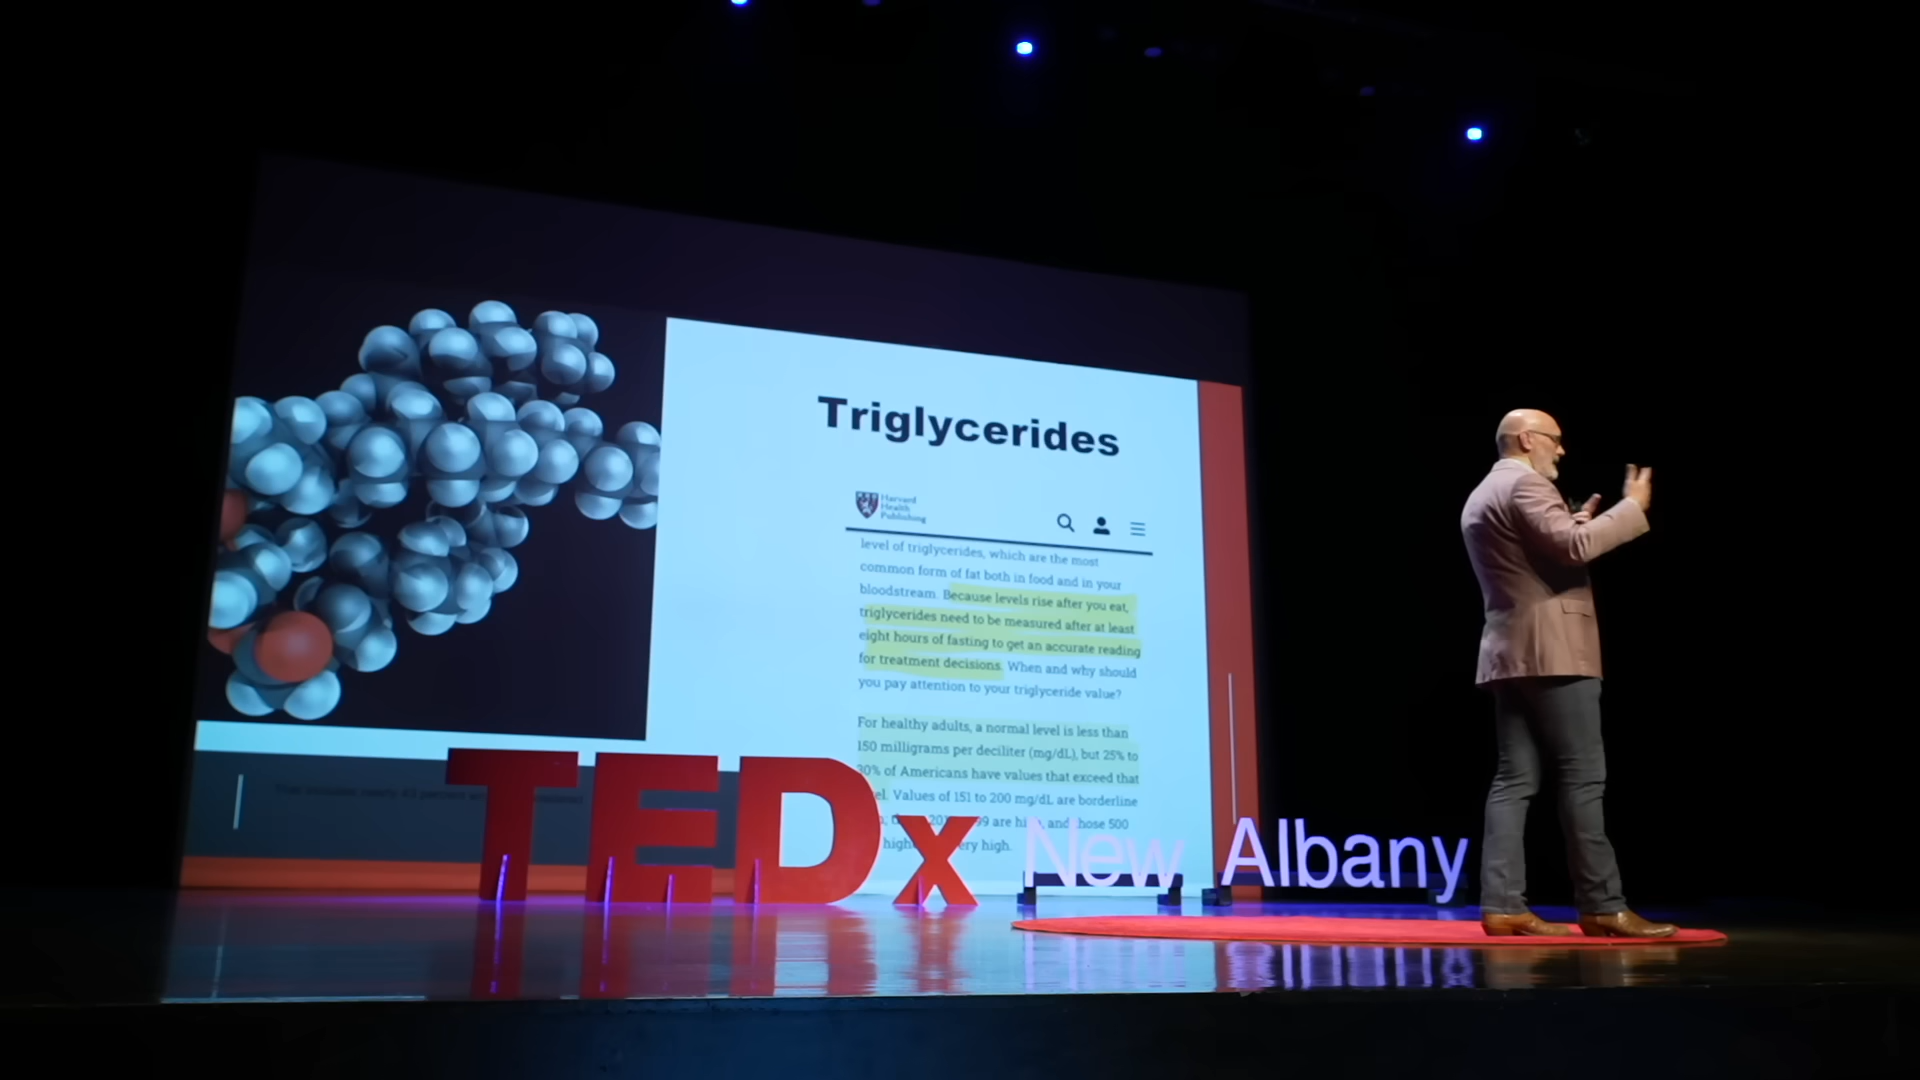 Triglycerides
Harvard
Health
Publishing
level of triglycerides, which are the most
common form of fat both in food and in your
bloodstream. Because levels rise after you eat,
triglycerides need to be measured after at least
eight hours of fasting to get an accurate reading
for treatment decisions. When and why should
you pay attention to your triglyceride value?
For healthy adults, a normal level is less than
150 milligrams per deciliter (mg/dL), but 25% to
30% of Americans have values that exceed that
Values of 151 to 200 mg/dL are borderline
are and 500
high.
TEDx New Albany